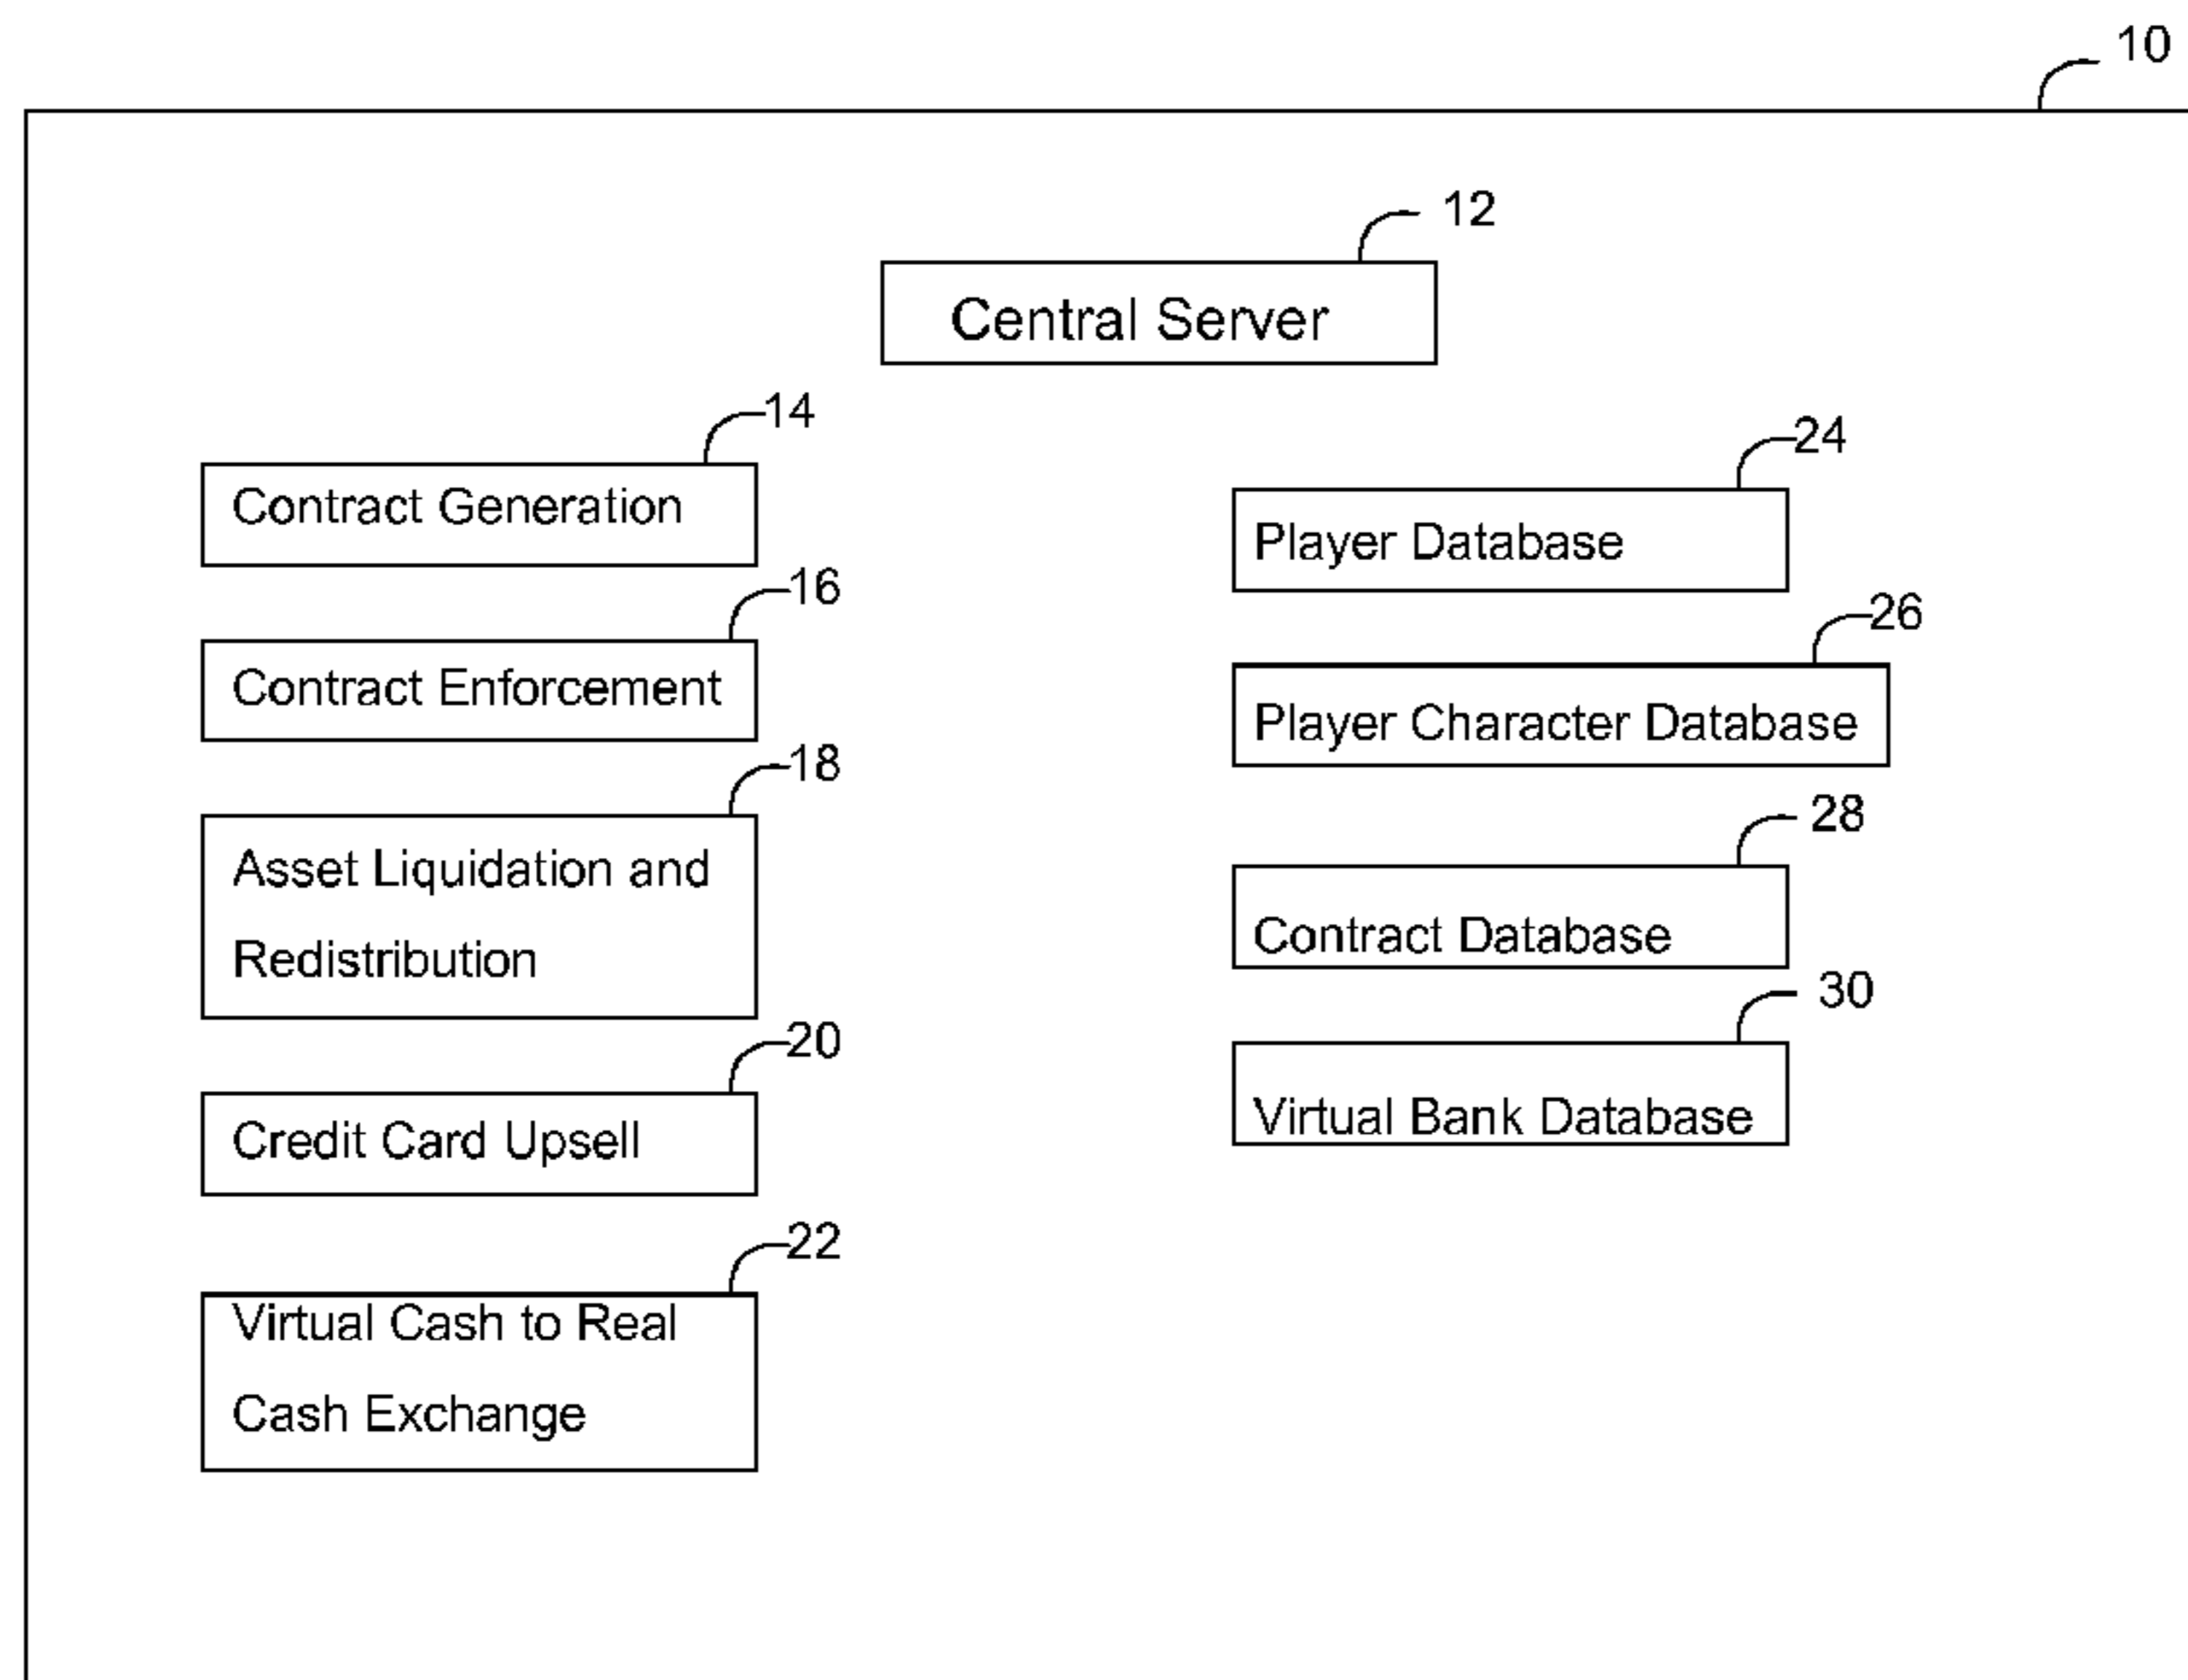 10
12
Central Server
14
Contract Generation
16
Contract Enforcement
18
Asset Liquidation and
Redistribution
20
Credit Card Upsell
22
Virtual Cash to Real
Cash Exchange
24
Player Database
26
Player Character Database
28
Contract Database
30
Virtual Bank Database